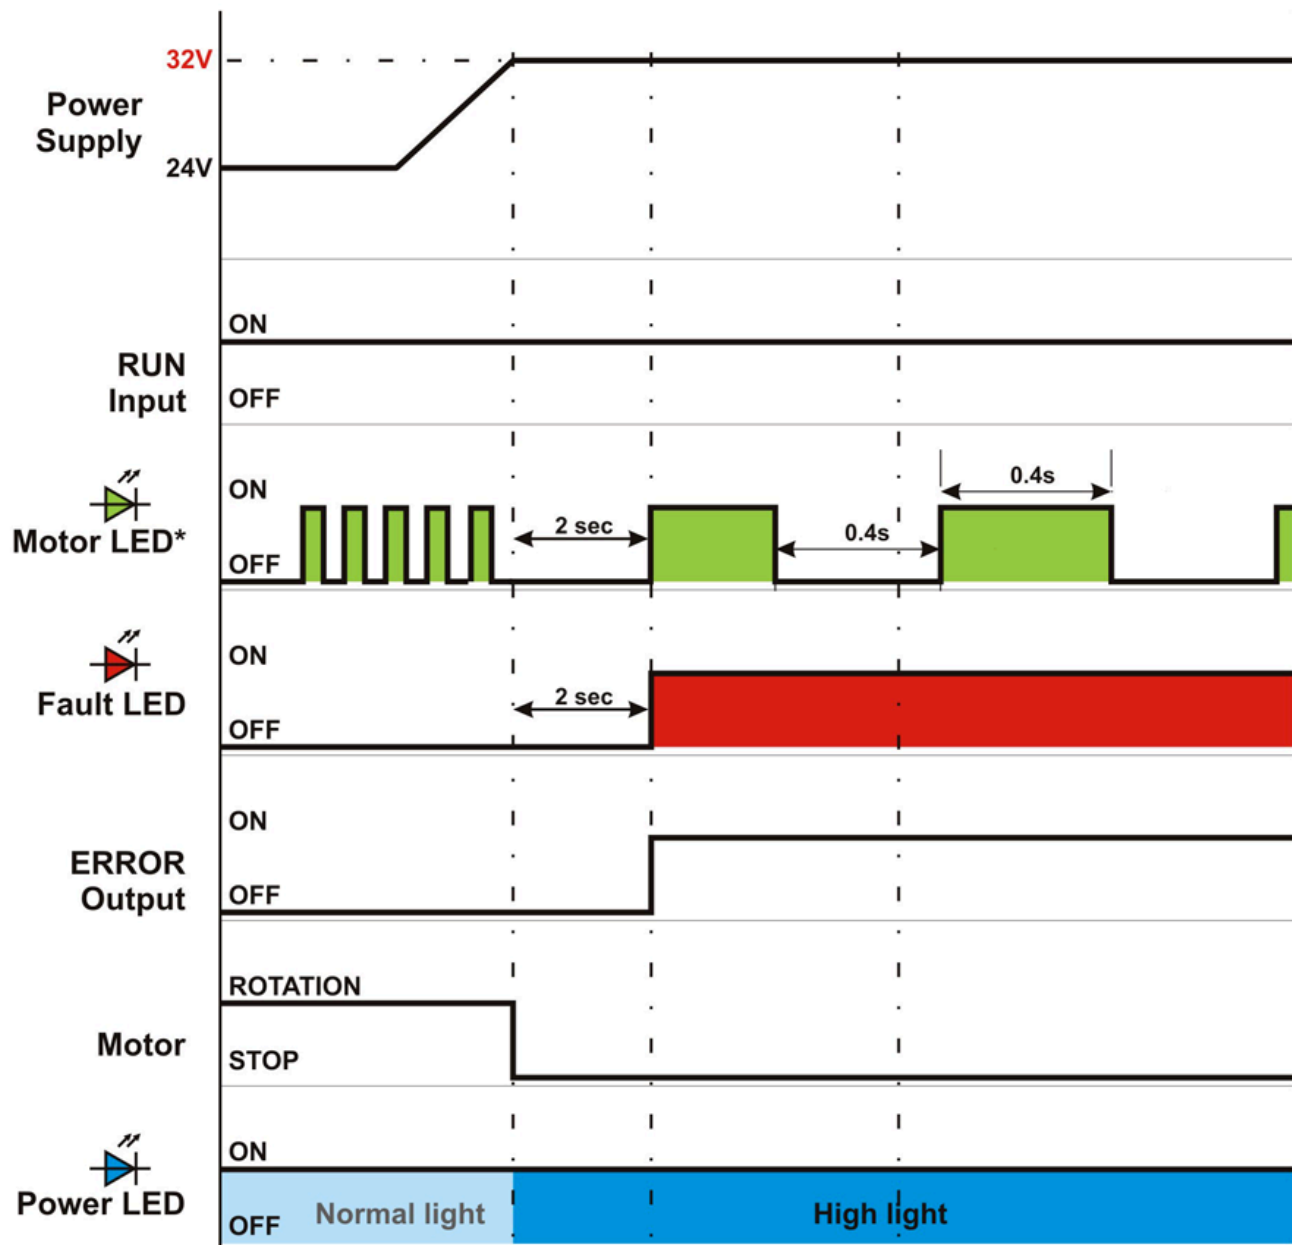 32V
Power
Supply
24V
ON
RUN
Input
OFF
ON
0.4s
2 sec
0.4s
Motor LED*
OFF
ON
2 sec
Fault LED
OFF
ON
ERROR
Output
OFF
ROTATION
Motor
STOP
ON
Power LED
Normal light
High light
OFF